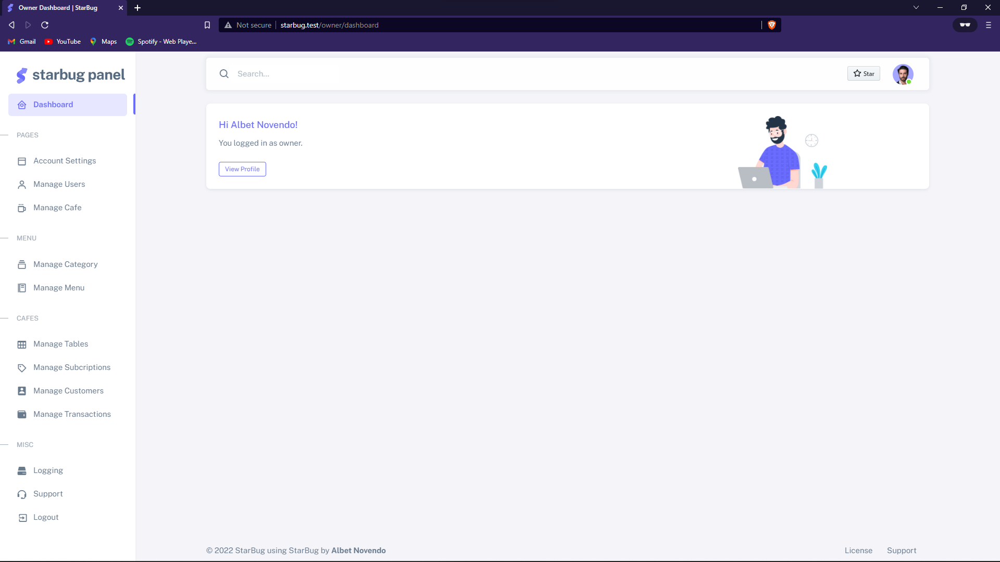 Owner Dashboard | StarBug
Not secure starbug.test/owner/dashboard
Gmail YouTube Maps Spotify - Web Playe...
starbug panel
Search...
Star
Dashboard
Hi Albet Novendo!
You logged in as owner.
View Profile
PAGES
Account Settings
Manage Users
Manage Cafe
MENU
Manage Category
Manage Menu
CAFES
Manage Tables
Manage Subcriptions
Manage Customers
Manage Transactions
MISC
Logging
Support
Logout
© 2022 StarBug using StarBug by Albet Novendo
License Support